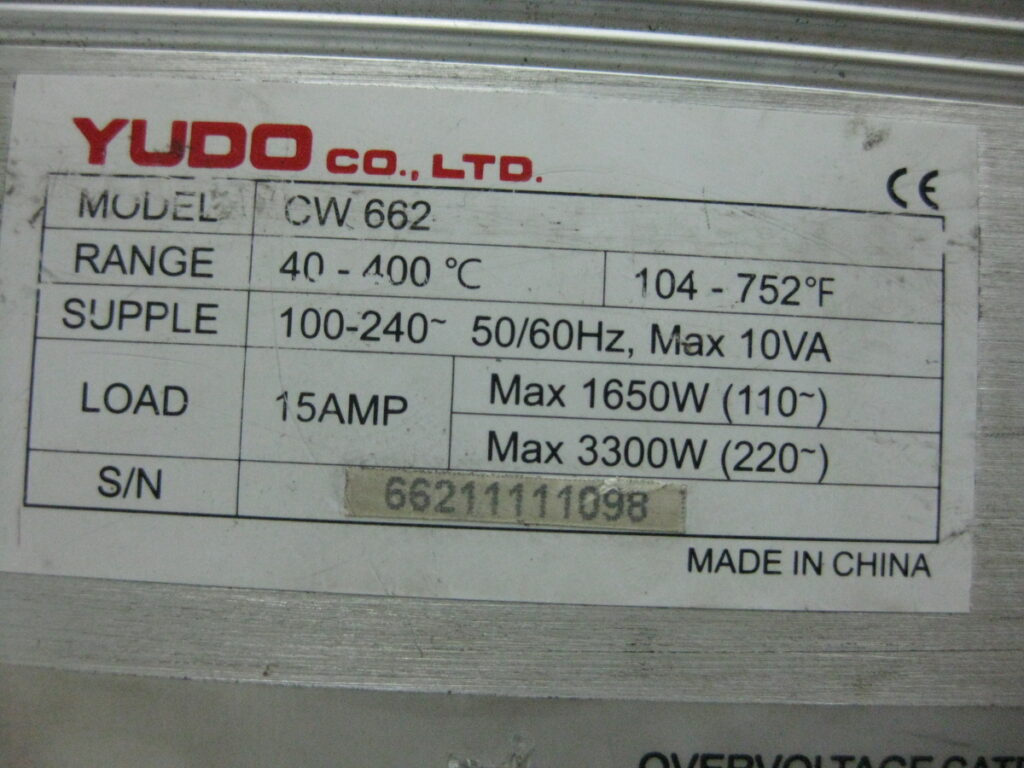 YUDO CO., LTD.
CE
MODEL CW 662
RANGE 40 - 400 °C 104 - 752°F
SUPPLE 100-240~ 50/60Hz, Max 10VA
LOAD 15AMP Max 1650W (110~)
Max 3300W (220~)
S/N 66211111098
MADE IN CHINA
OVERVOLTAGE